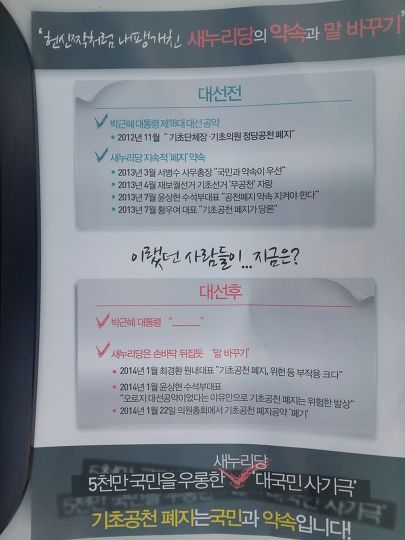 '헌신짝처럼 내팽개친 새누리당의 약속과 말 바꾸기'
대선전
박근혜 대통령 제18대 대선 공약
• 2012년 11월 " 기초단체장·기초의원 정당공천 폐지"
새누리당 지속적 '폐지' 약속
• 2013년 3월 서병수 사무총장 "국민과 약속이 우선"
• 2013년 4월 재보궐선거 기초선거 '무공천' 자랑
• 2013년 7월 윤상현 수석부대표 "공천폐지 약속 지켜야 한다"
• 2013년 7월 황우여 대표 "기초공천 폐지가 당론"
이랬던 사람들이...지금은?
대선후
박근혜 대통령 "..............."
새누리당은 손바닥 뒤집듯 '말 바꾸기'
• 2014년 1월 최경환 원내대표 "기초공천 폐지, 위헌 등 부작용 크다"
• 2014년 1월 윤상현 수석부대표
"오로지 대선공약이었다는 이유만으로 기초공천 폐지는 위험한 발상"
• 2014년 1월 22일 의원총회에서 기초공천 폐지공약 '폐기'
새누리당
5천만 국민을 우롱한 '대국민 사기극'
기초공천 폐지는 국민과 약속입니다!